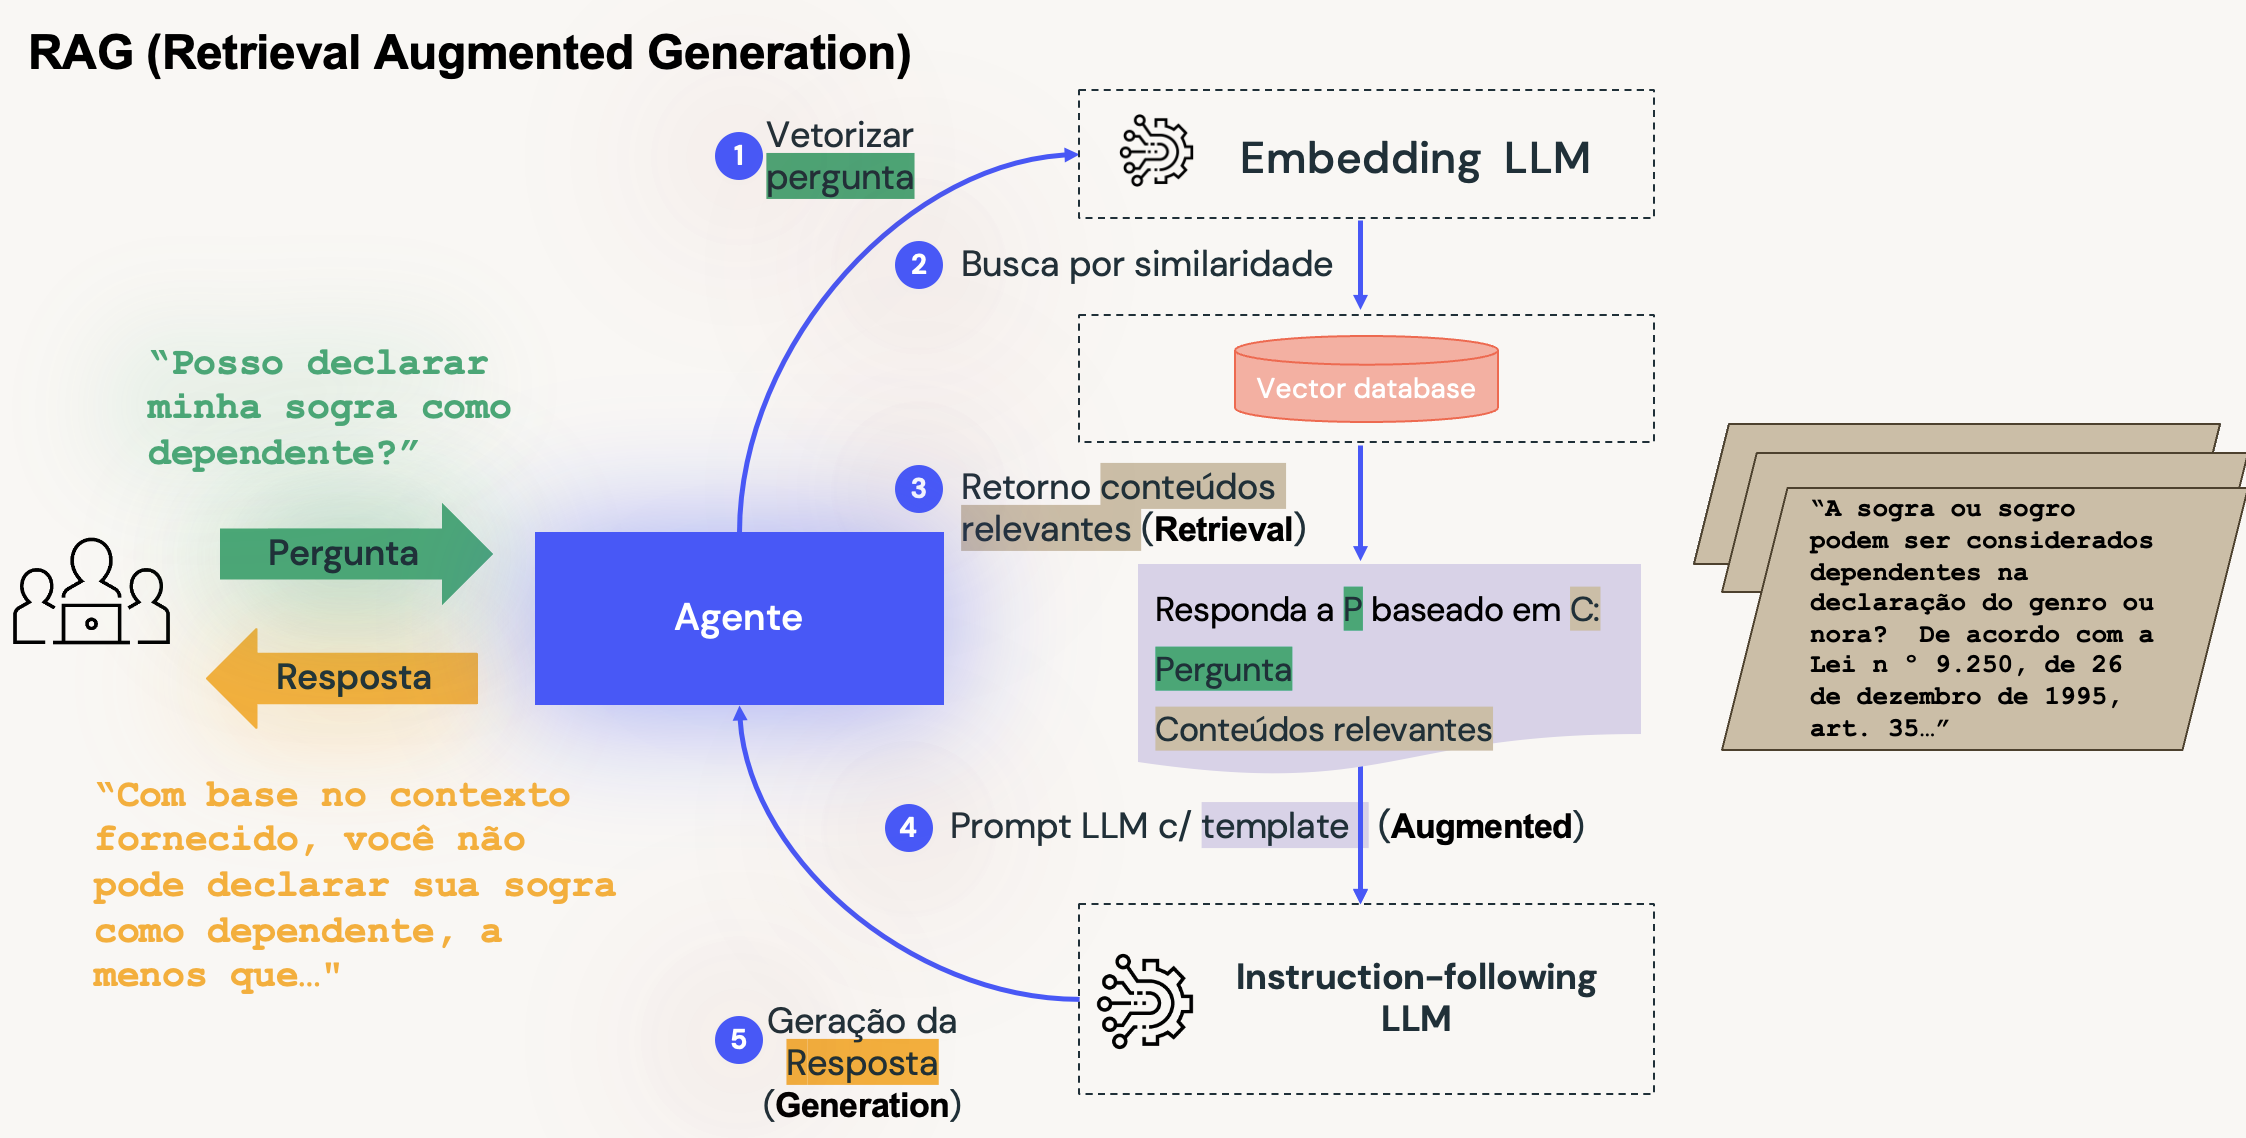 RAG (Retrieval Augmented Generation)
1
Vetorizar
pergunta
Embedding LLM
2
Busca por similaridade
Vector database
“Posso declarar
minha sogra como
dependente?”
Pergunta
Resposta
Agente
“Com base no contexto
fornecido, você não
pode declarar sua sogra
como dependente, a
menos que…"
3
Retorno conteúdos
relevantes (Retrieval)
Responda a P baseado em C:
Pergunta
Conteúdos relevantes
“A sogra ou sogro
podem ser considerados
dependentes na
declaração do genro ou
nora?  De acordo com a
Lei n º 9.250, de 26
de dezembro de 1995,
art. 35…”
4
Prompt LLM c/ template (Augmented)
Instruction-following
LLM
5
Geração da
Resposta
(Generation)